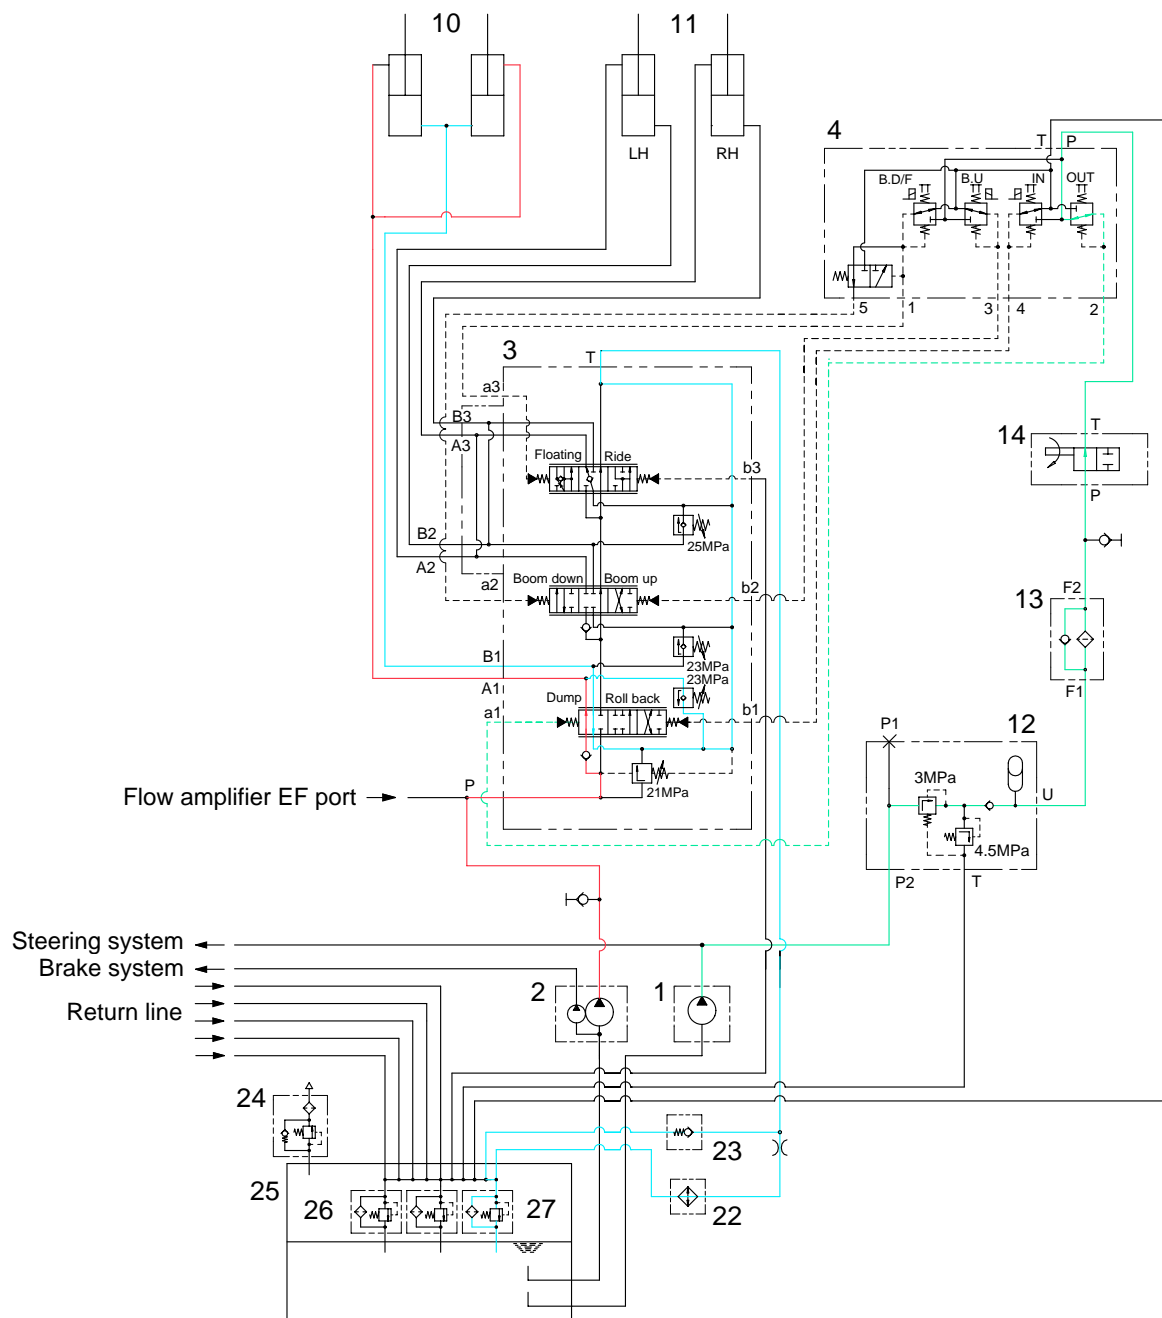 10
11
LH
RH
4
T
P
B.D/F
B.U
IN
OUT
5
1
3
4
2
3
T
a3
B3
A3
Floating
Ride
b3
14
T
P
25MPa
B2
A2
a2
Boom down
Boom up
b2
13
F2
F1
23MPa
23MPa
B1
A1
a1
Dump
Roll back
b1
P1
12
3MPa
U
4.5MPa
P2
T
Flow amplifier EF port
P
21MPa
Steering system
Brake system
Return line
2
1
24
23
25
26
27
22